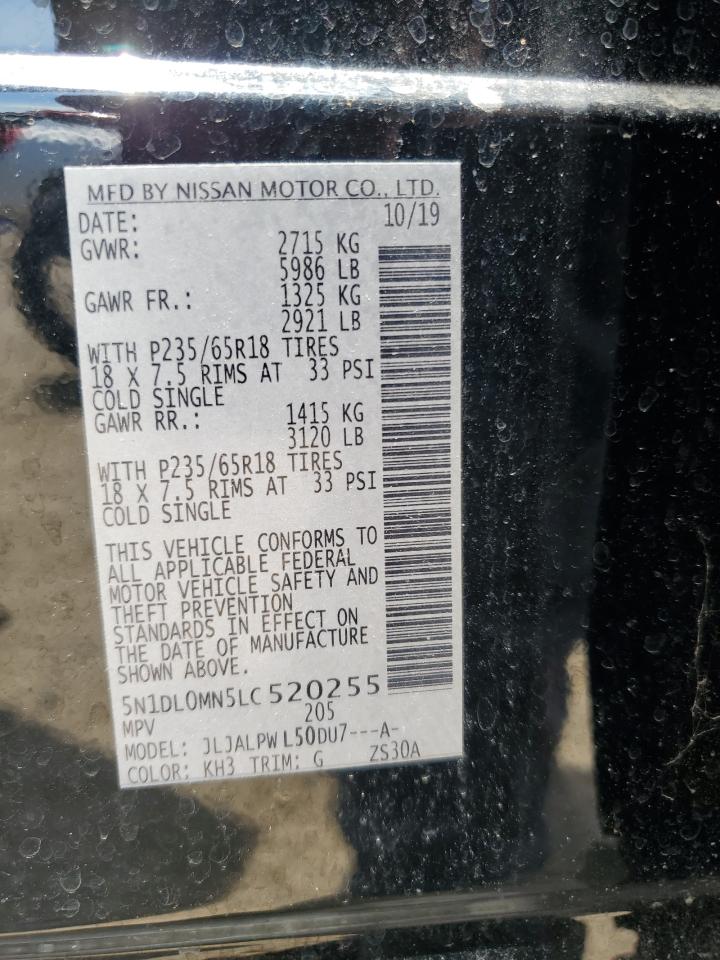 MFD BY NISSAN MOTOR CO., LTD.
DATE: 10/19
GVWR: 2715 KG
5986 LB
GAWR FR.: 1325 KG
2921 LB
WITH P235/65R18 TIRES
18 X 7.5 RIMS AT 33 PSI
COLD SINGLE
GAWR RR.: 1415 KG
3120 LB
WITH P235/65R18 TIRES
18 X 7.5 RIMS AT 33 PSI
COLD SINGLE
THIS VEHICLE CONFORMS TO
ALL APPLICABLE FEDERAL
MOTOR VEHICLE SAFETY AND
THEFT PREVENTION
STANDARDS IN EFFECT ON
THE DATE OF MANUFACTURE
SHOWN ABOVE.
5N1DL0MN5LC520255
MPV 205
MODEL: JLJALPWL50DU7---A-
COLOR: KH3 TRIM: G ZS30A